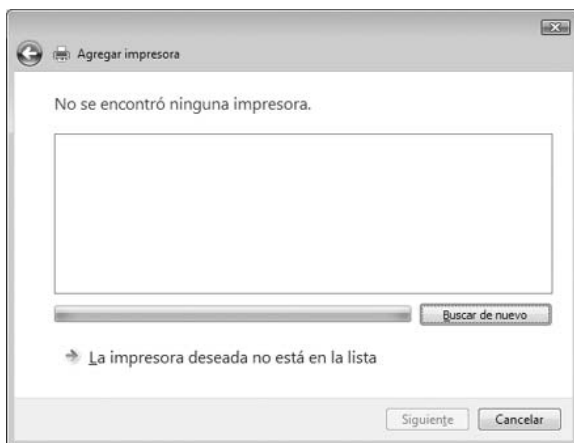 Agregar impresora
No se encontró ninguna impresora.
Buscar de nuevo
La impresora deseada no está en la lista
Siguiente
Cancelar